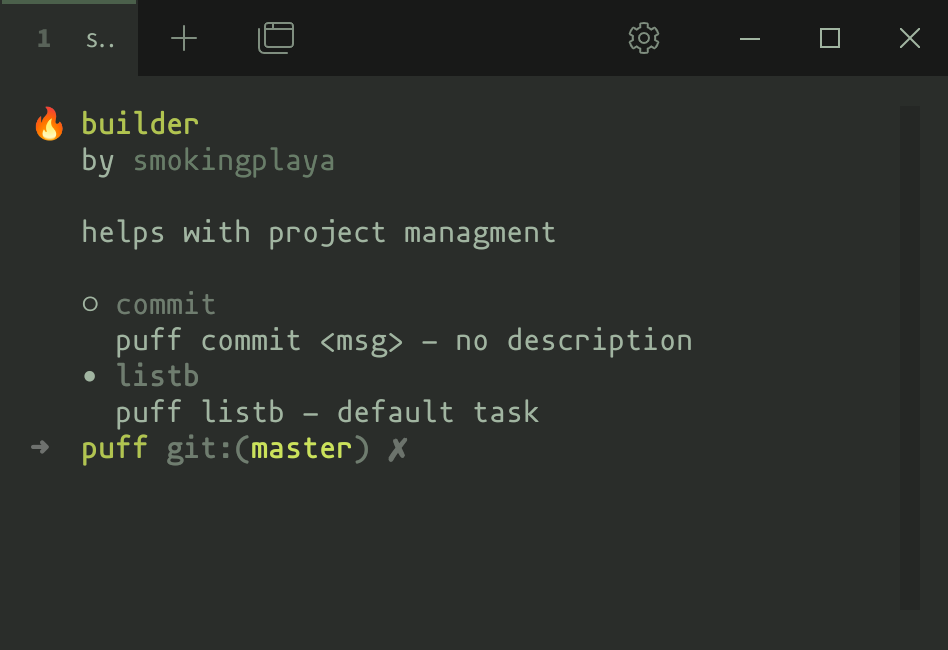 1 s..
🔥 builder
by smokingplaya
helps with project managment
○ commit
puff commit <msg> – no description
• listb
puff listb – default task
➜ puff git:(master) ✗